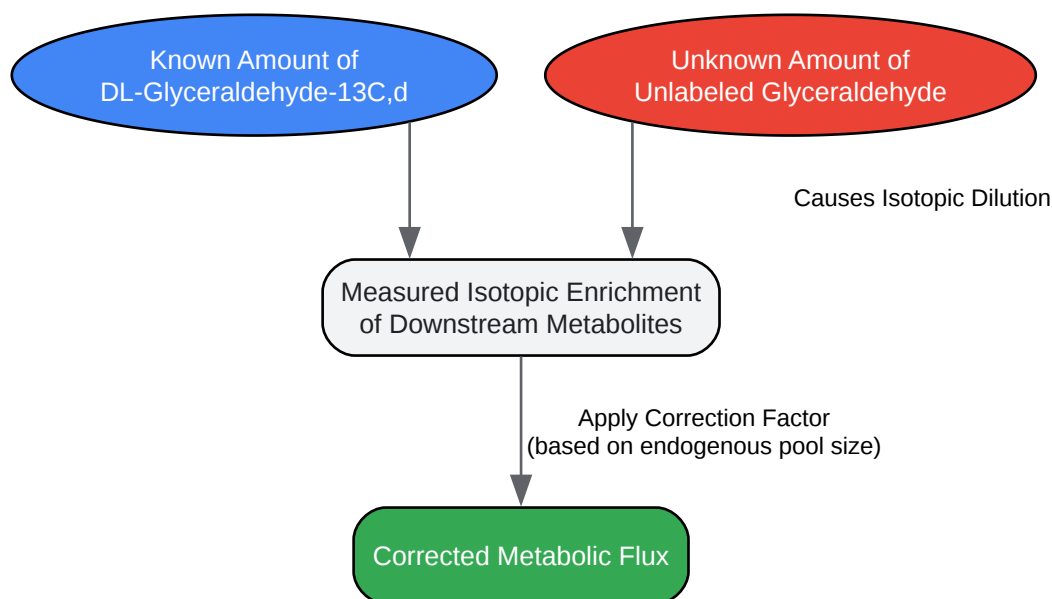 Known Amount of
DL-Glyceraldehyde-13C,d
Unknown Amount of
Unlabeled Glyceraldehyde
Causes Isotopic Dilution
Measured Isotopic Enrichment
of Downstream Metabolites
Apply Correction Factor
(based on endogenous pool size)
Corrected Metabolic Flux